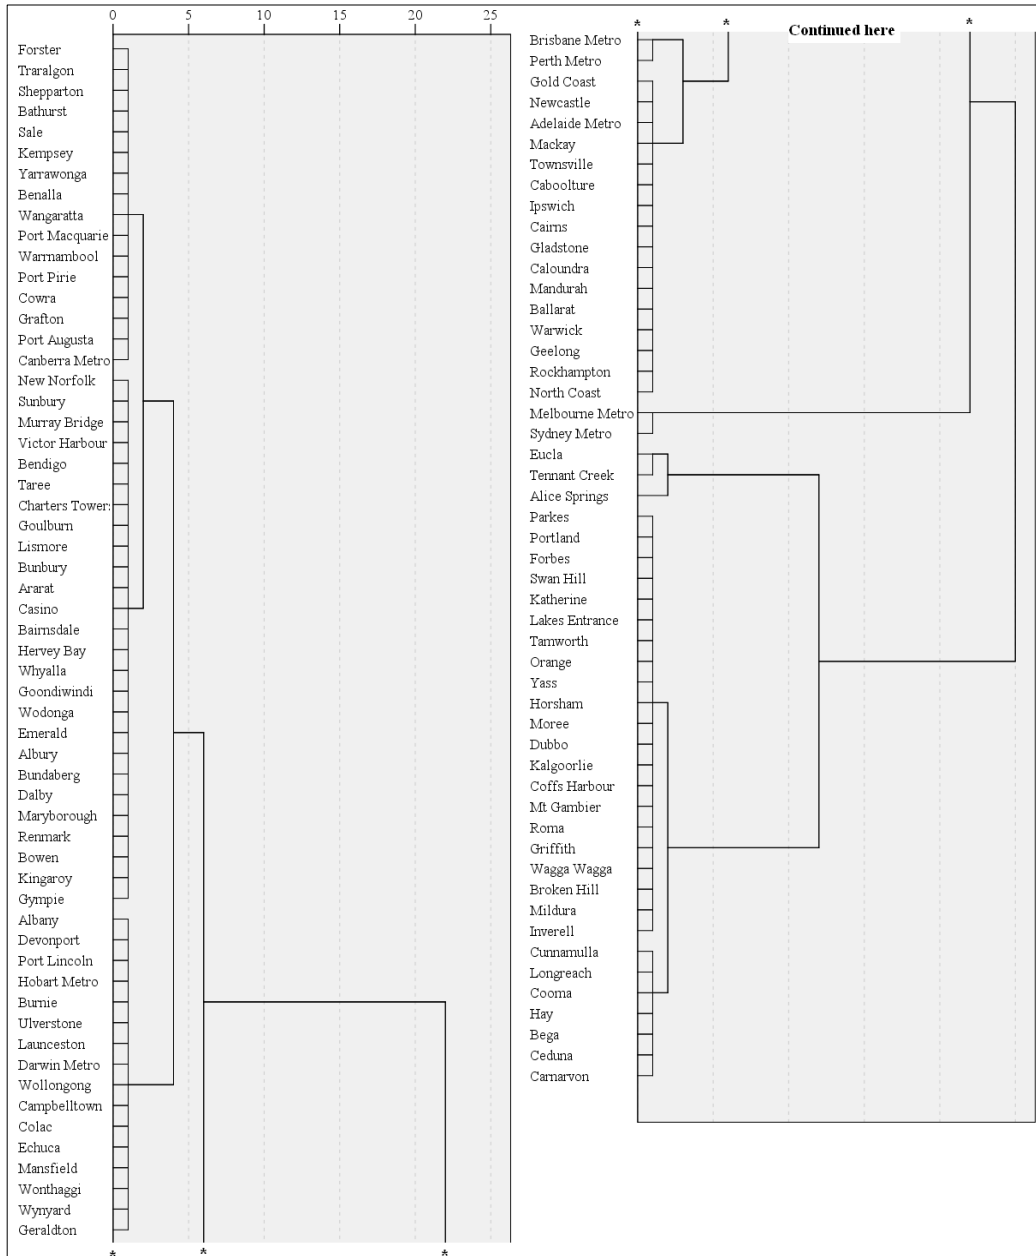 0 5 10 15 20 25
Forster
Traralgon
Shepparton
Bathurst
Sale
Kempsey
Yarrawonga
Benalla
Wangaratta
Port Macquarie
Warrnambool
Port Pirie
Cowra
Grafton
Port Augusta
Canberra Metro
New Norfolk
Sunbury
Murray Bridge
Victor Harbour
Bendigo
Taree
Charters Towers
Goulburn
Lismore
Bunbury
Ararat
Casino
Bairnsdale
Hervey Bay
Whyalla
Goondiwindi
Wodonga
Emerald
Albury
Bundaberg
Dalby
Maryborough
Renmark
Bowen
Kingaroy
Gympie
Albany
Devonport
Port Lincoln
Hobart Metro
Burnie
Ulverstone
Launceston
Darwin Metro
Wollongong
Campbelltown
Colac
Echuca
Mansfield
Wonthaggi
Wynyard
Geraldton
* * *
* * *
Continued here
Brisbane Metro
Perth Metro
Gold Coast
Newcastle
Adelaide Metro
Mackay
Townsville
Caboolture
Ipswich
Cairns
Gladstone
Caloundra
Mandurah
Ballarat
Warwick
Geelong
Rockhampton
North Coast
Melbourne Metro
Sydney Metro
Eucla
Tennant Creek
Alice Springs
Parkes
Portland
Forbes
Swan Hill
Katherine
Lakes Entrance
Tamworth
Orange
Yass
Horsham
Moree
Dubbo
Kalgoorlie
Coffs Harbour
Mt Gambier
Roma
Griffith
Wagga Wagga
Broken Hill
Mildura
Inverell
Cunnamulla
Longreach
Cooma
Hay
Bega
Ceduna
Carnarvon